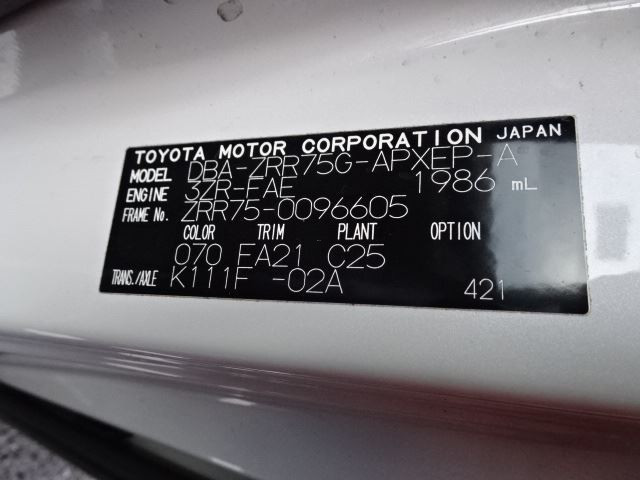 TOYOTA MOTOR CORPORATION JAPAN
MODEL DBA-ZRR75G-APXEP-A
ENGINE 3ZR-FAE 1986 mL
FRAME No. ZRR75-0096605
COLOR TRIM PLANT OPTION
070 EA21 C25
TRANS./AXLE K111F -02A 421